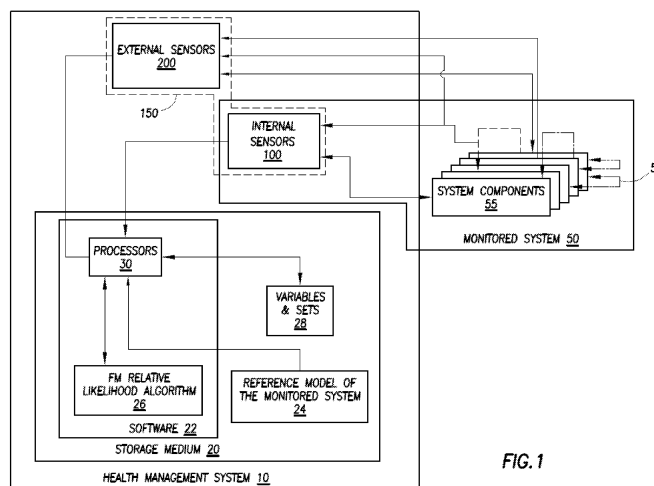 EXTERNAL SENSORS
200
150
INTERNAL
SENSORS
100
SYSTEM COMPONENTS
55
MONITORED SYSTEM 50
PROCESSORS
30
VARIABLES
& SETS
28
FM RELATIVE
LIKELIHOOD ALGORITHM
26
REFERENCE MODEL OF
THE MONITORED SYSTEM
24
SOFTWARE 22
STORAGE MEDIUM 20
HEALTH MANAGEMENT SYSTEM 10
FIG.1